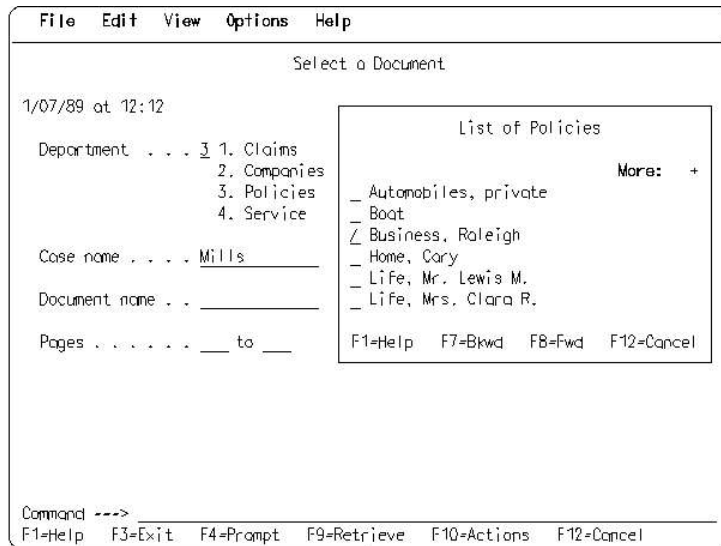 File Edit View Options Help
Select a Document
1/07/89 at 12:12
Department . . . 3 1. Claims
2. Companies
3. Policies
4. Service
Case name . . . . Mills
Document name . . ____________
Pages . . . . . . ___ to ___
List of Policies
More: +
_ Automobiles, private
_ Boat
/ Business, Raleigh
_ Home, Cary
_ Life, Mr. Lewis M.
_ Life, Mrs. Clara R.
F1=Help F7=Bkwd F8=Fwd F12=Cancel
Command ---> ____________
F1=Help F3=Exit F4=Prompt F9=Retrieve F10=Actions F12=Cancel